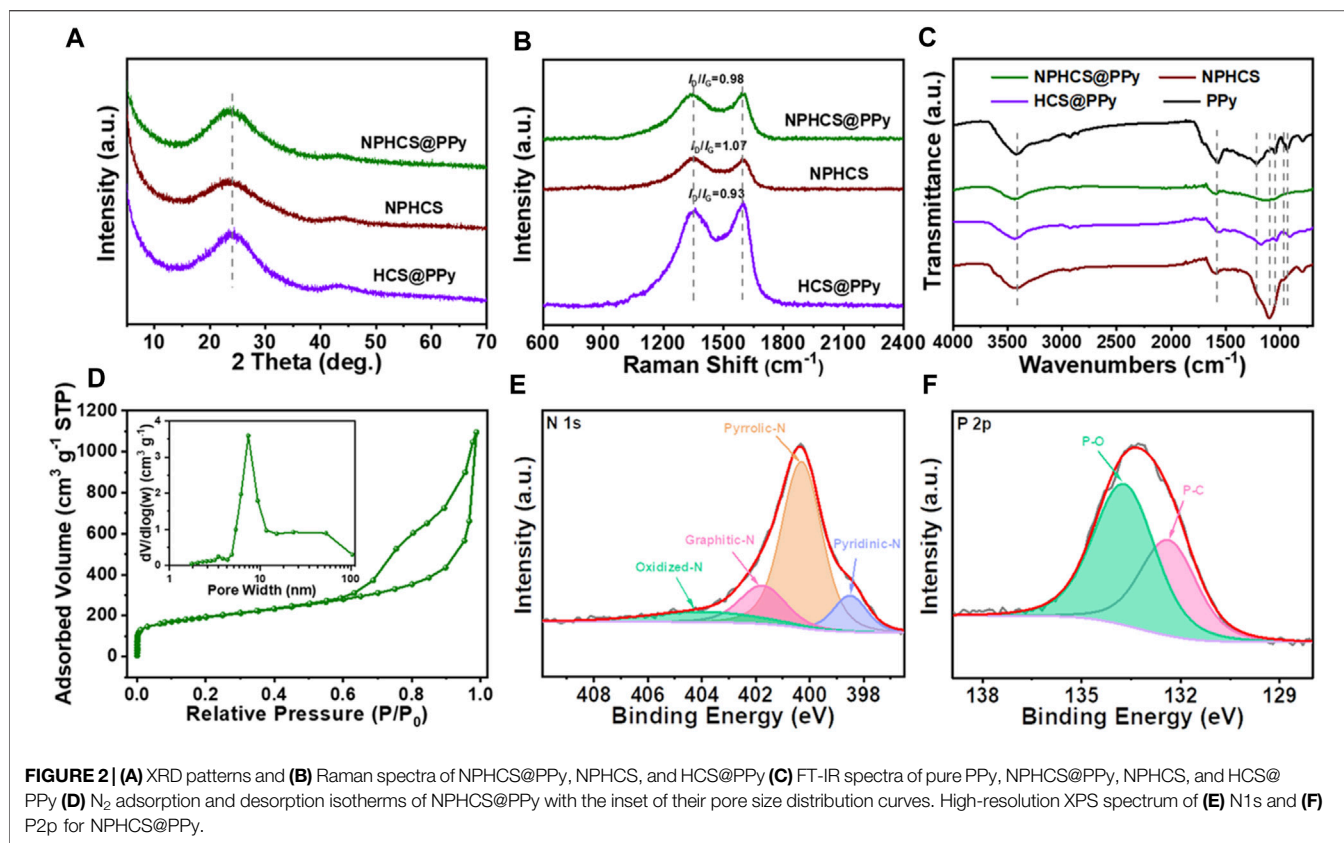 A
Intensity (a.u.)
NPHCS@PPy
NPHCS
HCS@PPy
10 20 30 40 50 60 70
2 Theta (deg.)
B
Intensity (a.u.)
ID/IG=0.98
NPHCS@PPy
ID/IG=1.07
NPHCS
ID/IG=0.93
HCS@PPy
600 900 1200 1500 1800 2100 2400
Raman Shift (cm-1)
C
Transmittance (a.u.)
NPHCS@PPy NPHCS
HCS@PPy PPy
4000 3500 3000 2500 2000 1500 1000
Wavenumbers (cm-1)
D
Adsorbed Volume (cm3 g-1 STP)
1200
1000
800
600
400
200
0
0.0 0.2 0.4 0.6 0.8 1.0
Relative Pressure (P/P0)
dV/dlog(w) (cm3 g-1)
4
3
2
1
0
1 10 100
Pore Width (nm)
E
N 1s
Intensity (a.u.)
Pyrrolic-N
Graphitic-N
Pyridinic-N
Oxidized-N
408 406 404 402 400 398
Binding Energy (eV)
F
P 2p
Intensity (a.u.)
P-O
P-C
138 135 132 129
Binding Energy (eV)
FIGURE 2 | (A) XRD patterns and (B) Raman spectra of NPHCS@PPy, NPHCS, and HCS@PPy (C) FT-IR spectra of pure PPy, NPHCS@PPy, NPHCS, and HCS@
PPy (D) N2 adsorption and desorption isotherms of NPHCS@PPy with the inset of their pore size distribution curves. High-resolution XPS spectrum of (E) N1s and (F)
P2p for NPHCS@PPy.